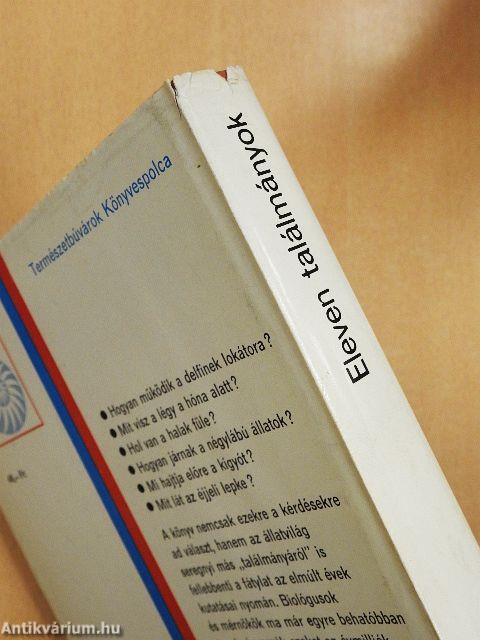 Eleven találmányok
Természetbúvárok Könyvespolca
● Hogyan működik a delfinek lokátora?
● Mit visz a légy a hóna alatt?
● Hol van a halak füle?
● Hogyan járnak a négylábú állatok?
● Mi hajtja előre a kígyót?
● Mit lát az éjjeli lepke?
A könyv nemcsak ezekre a kérdésekre
ad választ, hanem az állatvilág
seregnyi más „találmányáról" is
fellebbenti a fátylat az elmúlt évek
kutatásai nyomán. Biológusok
és mérnökök ma már egyre behatóbban
Antikvárium.hu